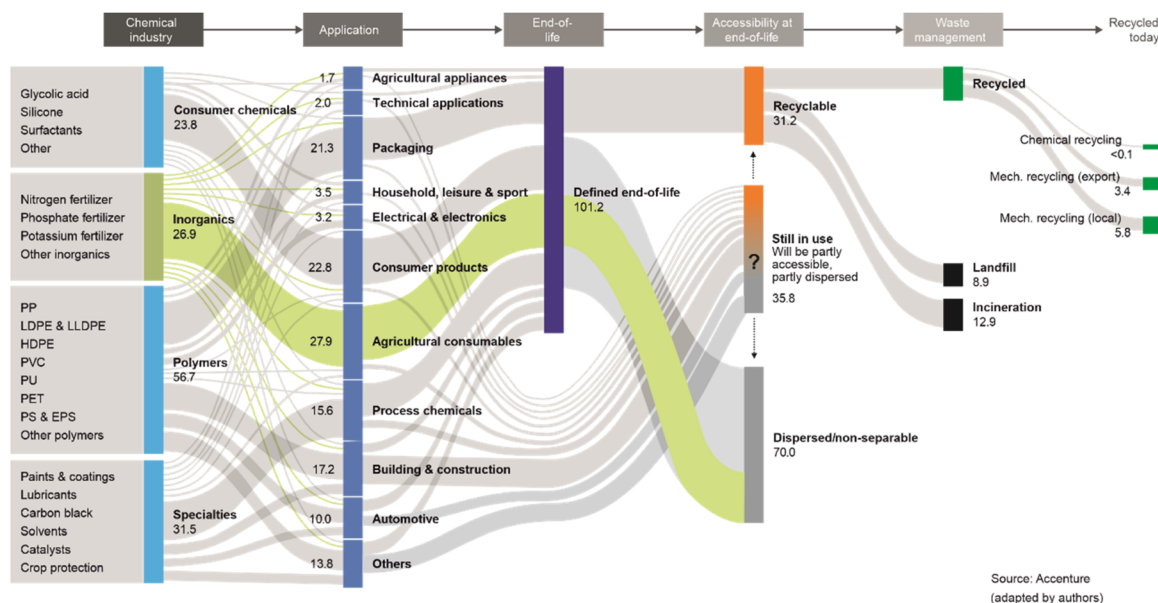 Chemical
industry
Application
End-of-
life
Accessibility at
end-of-life
Waste
management
Recycled
today
Glycolic acid
Silicone
Surfactants
Other
Consumer chemicals
23.8
Nitrogen fertilizer
Phosphate fertilizer
Potassium fertilizer
Other inorganics
Inorganics
26.9
PP
LDPE & LLDPE
HDPE
PVC
PU
PET
PS & EPS
Other polymers
Polymers
56.7
Paints & coatings
Lubricants
Carbon black
Solvents
Catalysts
Crop protection
Specialties
31.5
1.7 Agricultural appliances
2.0 Technical applications
21.3 Packaging
3.5 Household, leisure & sport
3.2 Electrical & electronics
22.8 Consumer products
27.9 Agricultural consumables
15.6 Process chemicals
17.2 Building & construction
10.0 Automotive
13.8 Others
Defined end-of-life
101.2
Recyclable
31.2
?
Still in use
Will be partly
accessible,
partly dispersed
35.8
Dispersed/non-separable
70.0
Recycled
Landfill
8.9
Incineration
12.9
Chemical recycling
<0.1
Mech. recycling (export)
3.4
Mech. recycling (local)
5.8
Source: Accenture
(adapted by authors)